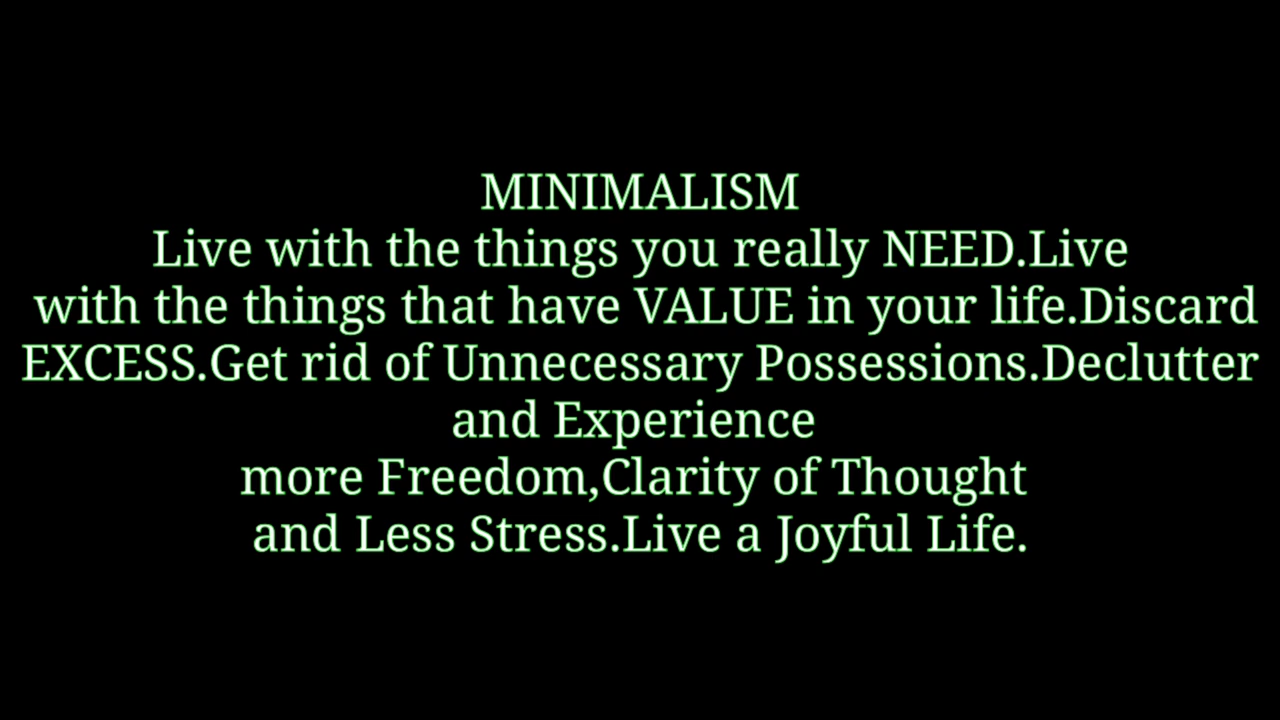 MINIMALISM
Live with the things you really NEED.Live
with the things that have VALUE in your life.Discard
EXCESS.Get rid of Unnecessary Possessions.Declutter
and Experience
more Freedom,Clarity of Thought
and Less Stress.Live a Joyful Life.